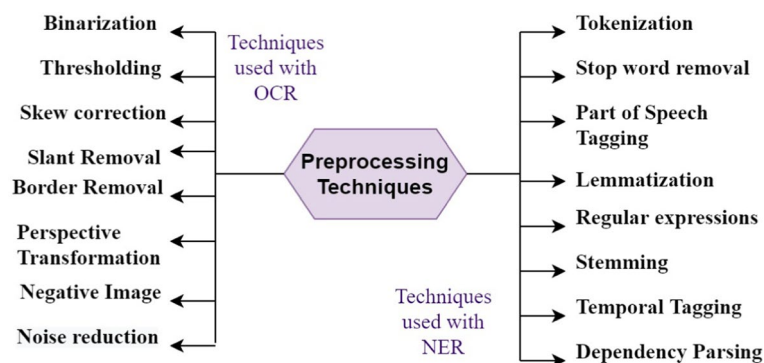 Binarization
Thresholding
Skew correction
Slant Removal
Border Removal
Perspective
Transformation
Negative Image
Noise reduction
Techniques
used with
OCR
Preprocessing
Techniques
Techniques
used with
NER
Tokenization
Stop word removal
Part of Speech
Tagging
Lemmatization
Regular expressions
Stemming
Temporal Tagging
Dependency Parsing